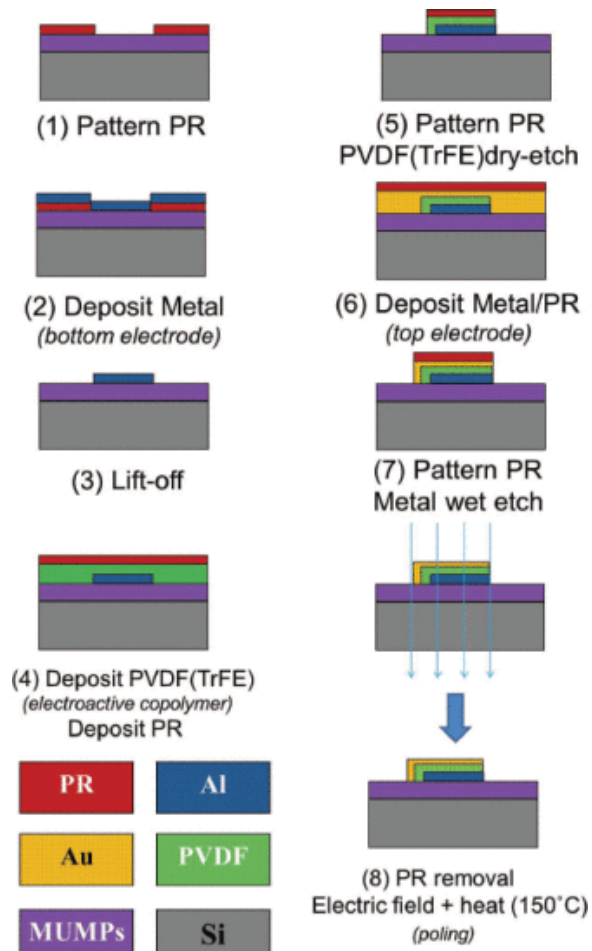 (1) Pattern PR
(2) Deposit Metal
(bottom electrode)
(3) Lift-off
(4) Deposit PVDF(TrFE)
(electroactive copolymer)
Deposit PR
PR
Al
Au
PVDF
MUMPs
Si
(5) Pattern PR
PVDF(TrFE)dry-etch
(6) Deposit Metal/PR
(top electrode)
(7) Pattern PR
Metal wet etch
(8) PR removal
Electric field + heat (150˚C)
(poling)